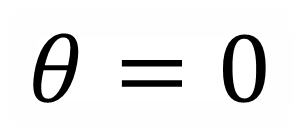 θ = 0